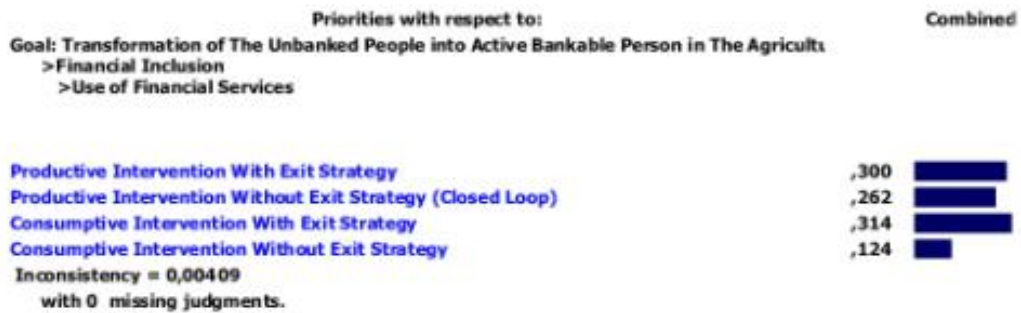 Priorities with respect to: Combined
Goal: Transformation of The Unbanked People into Active Bankable Person in The Agricultu
>Financial Inclusion
>Use of Financial Services
Productive Intervention With Exit Strategy ,300
Productive Intervention Without Exit Strategy (Closed Loop) ,262
Consumptive Intervention With Exit Strategy ,314
Consumptive Intervention Without Exit Strategy ,124
Inconsistency = 0,00409
with 0 missing judgments.